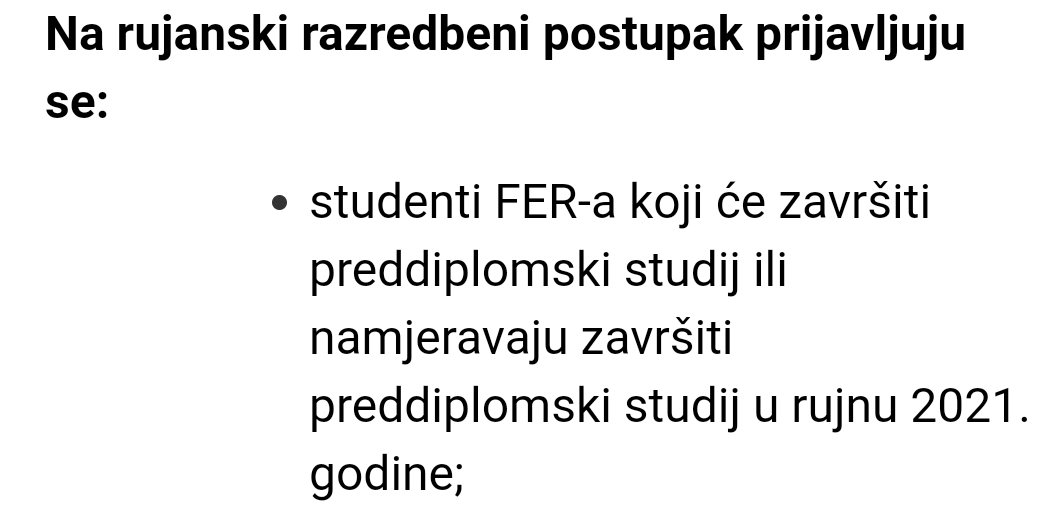 Na rujanski razredbeni postupak prijavljuju
se:
• studenti FER-a koji će završiti
preddiplomski studij ili
namjeravaju završiti
preddiplomski studij u rujnu 2021.
godine;